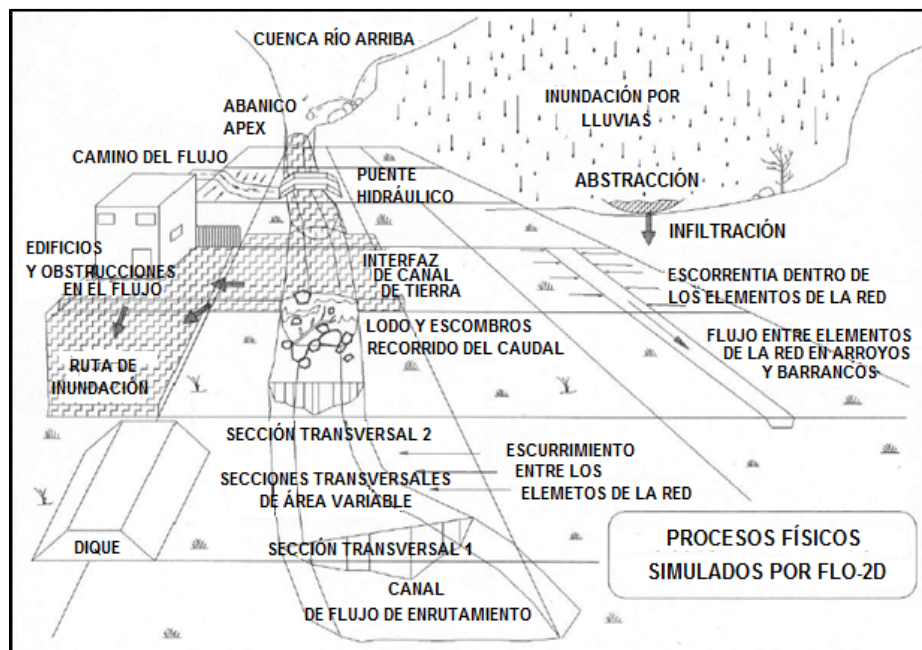 CUENCA RÍO ARRIBA
ABANICO
APEX
INUNDACIÓN POR
LLUVIAS
CAMINO DEL FLUJO
PUENTE
HIDRÁULICO
ABSTRACCIÓN
INFILTRACIÓN
EDIFICIOS
Y OBSTRUCCIONES
EN EL FLUJO
INTERFAZ
DE CANAL
DE TIERRA
ESCORRENTIA DENTRO DE
LOS ELEMENTOS DE LA RED
LODO Y ESCOMBROS
RECORRIDO DEL CAUDAL
FLUJO ENTRE ELEMENTOS
DE LA RED EN ARROYOS
Y BARRANCOS
RUTA DE
INUNDACIÓN
SECCIÓN TRANSVERSAL 2
SECCIONES TRANSVERSALES
DE ÁREA VARIABLE
ESCURRIMIENTO
ENTRE LOS
ELEMETOS DE LA RED
DIQUE
SECCIÓN TRANSVERSAL 1
CANAL
DE FLUJO DE ENRUTAMIENTO
PROCESOS FÍSICOS
SIMULADOS POR FLO-2D